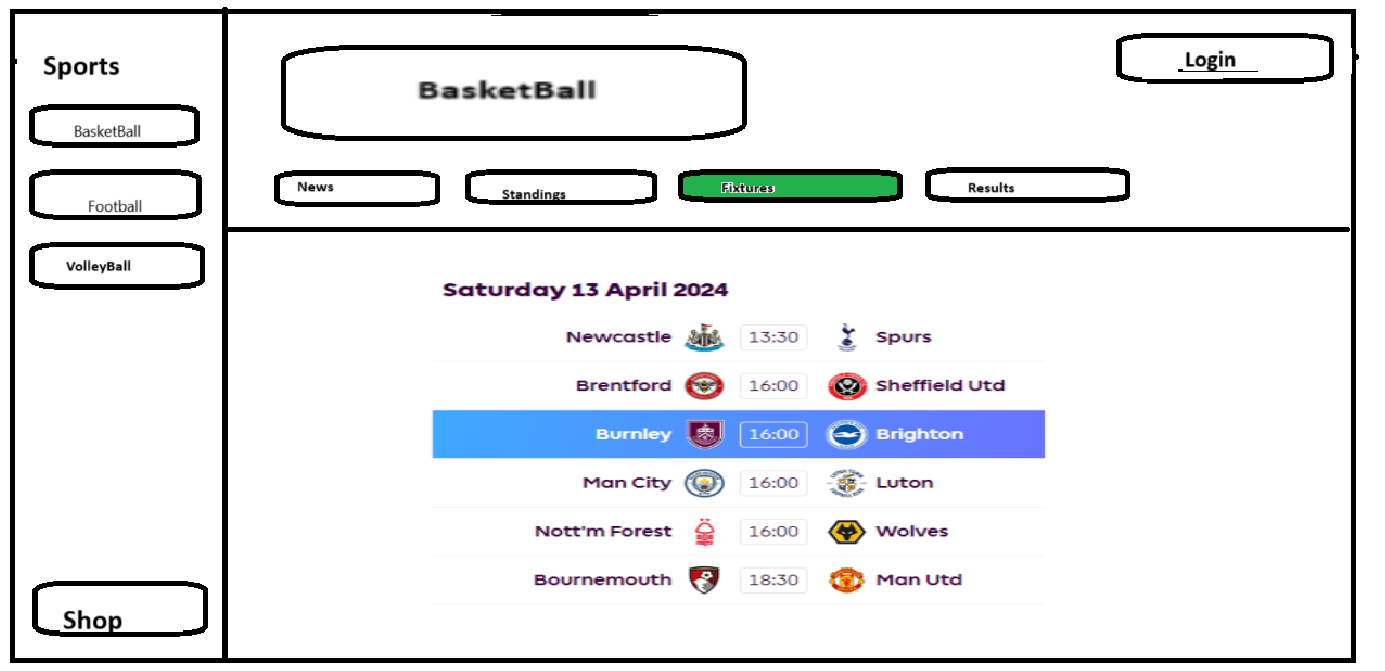 Sports
BasketBall
Football
VolleyBall
Shop
BasketBall
Login
News
Standings
Fixtures
Results
Saturday 13 April 2024
Newcastle 13:30 Spurs
Brentford 16:00 Sheffield Utd
Burnley 16:00 Brighton
Man City 16:00 Luton
Nott'm Forest 16:00 Wolves
Bournemouth 18:30 Man Utd